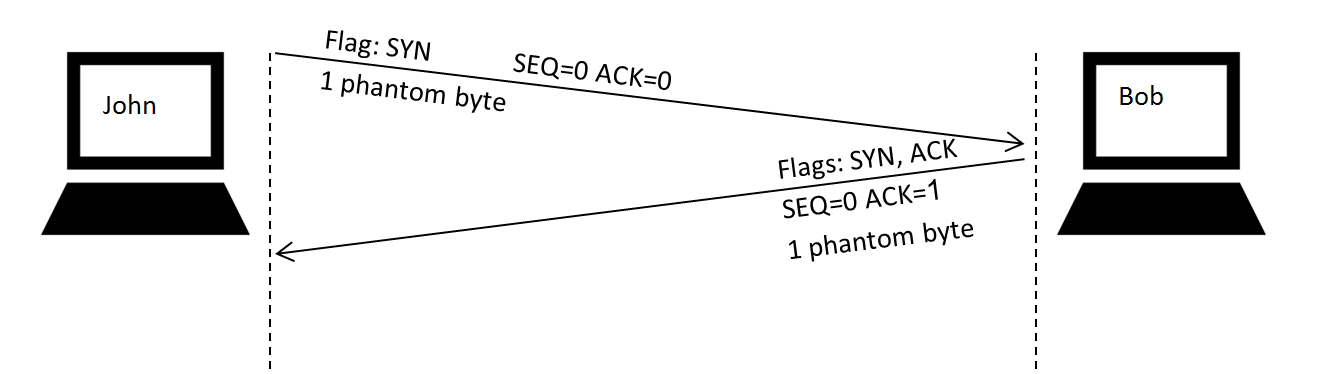 John
Flag: SYN
SEQ=0 ACK=0
1 phantom byte
Bob
Flags: SYN, ACK
SEQ=0 ACK=1
1 phantom byte